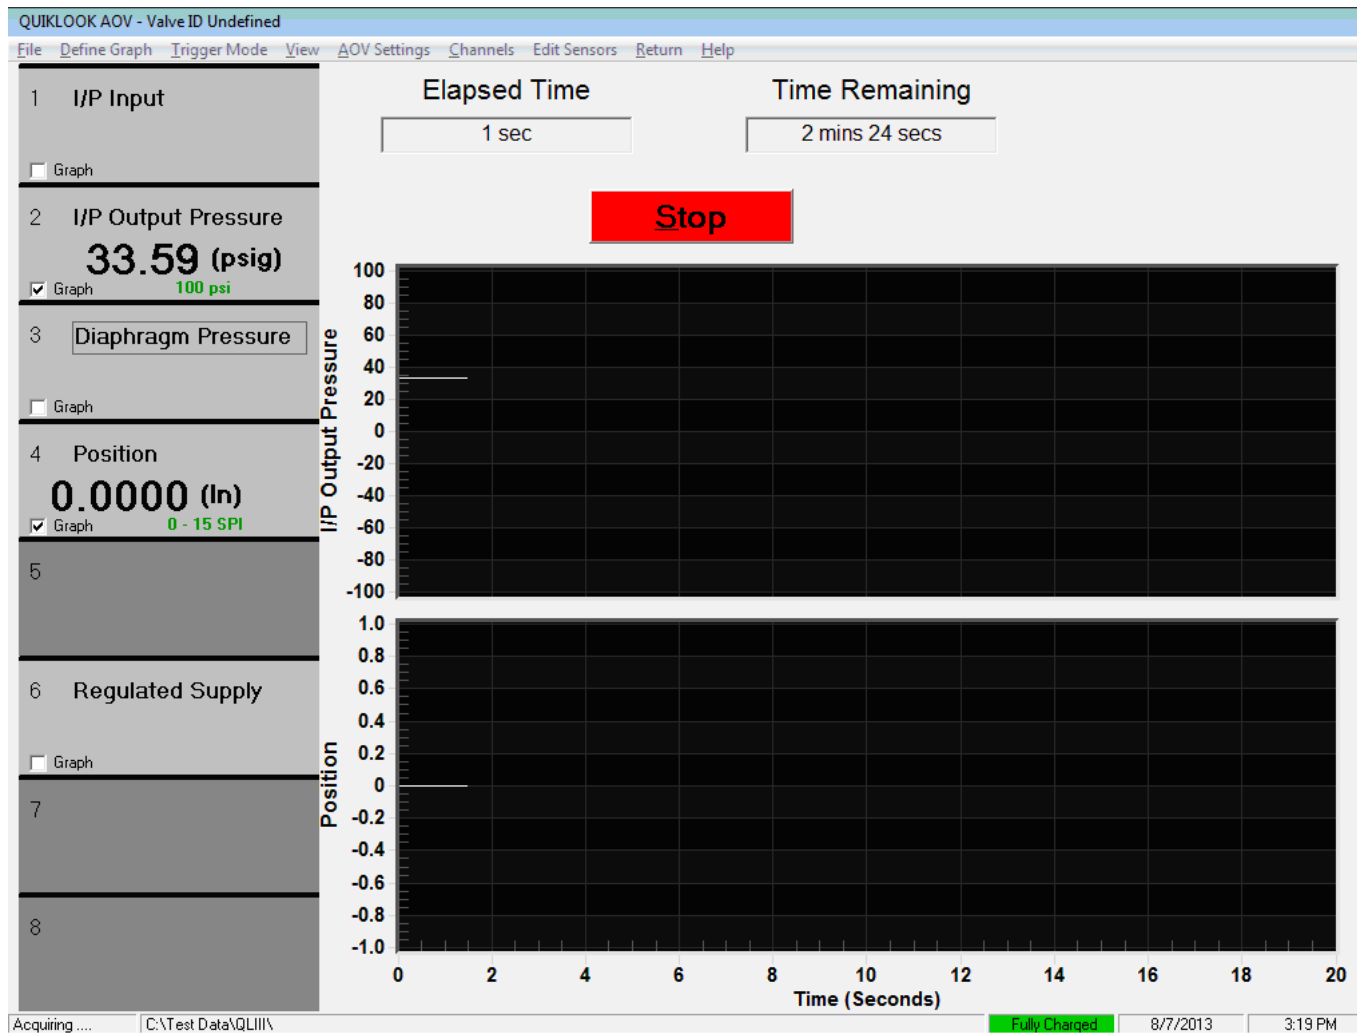 QUIKLOOK AOV - Valve ID Undefined
File Define Graph Trigger Mode View AOV Settings Channels Edit Sensors Return Help
1 I/P Input
Graph
2 I/P Output Pressure
33.59 (psig)
Graph 100 psi
3 Diaphragm Pressure
Graph
4 Position
0.0000 (In)
Graph 0 - 15 SPI
5
6 Regulated Supply
Graph
7
8
Elapsed Time Time Remaining
1 sec 2 mins 24 secs
Stop
I/P Output Pressure
100
80
60
40
20
0
-20
-40
-60
-80
-100
Position
1.0
0.8
0.6
0.4
0.2
0
-0.2
-0.4
-0.6
-0.8
-1.0
0 2 4 6 8 10 12 14 16 18 20
Time (Seconds)
Acquiring .... C:\Test Data\QLIII\ Fully Charged 8/7/2013 3:19 PM